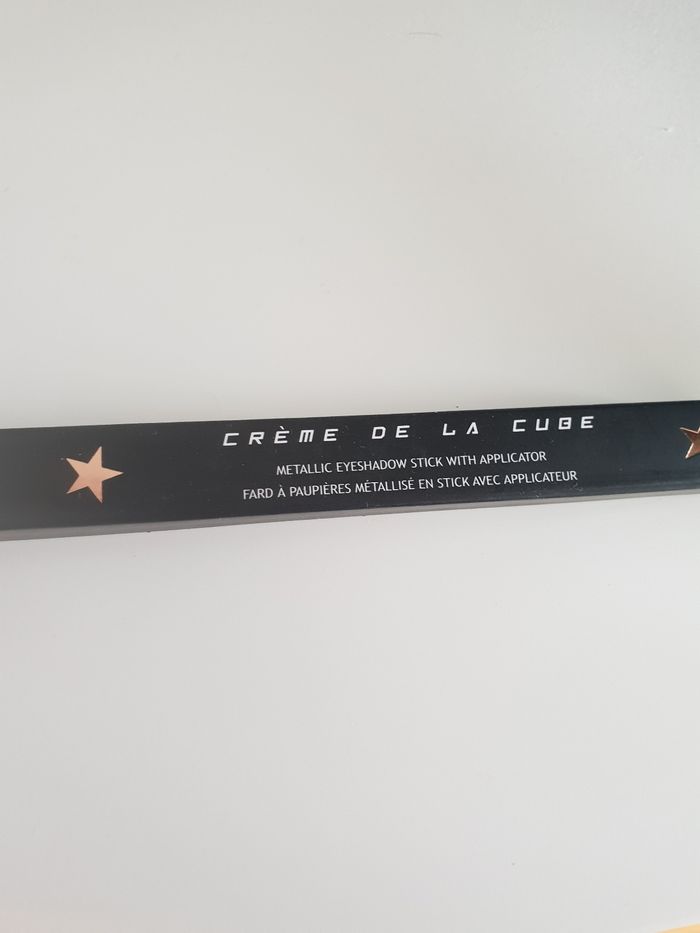 CRÈME DE LA CUBE
METALLIC EYESHADOW STICK WITH APPLICATOR
FARD À PAUPIÈRES MÉTALLISÉ EN STICK AVEC APPLICATEUR